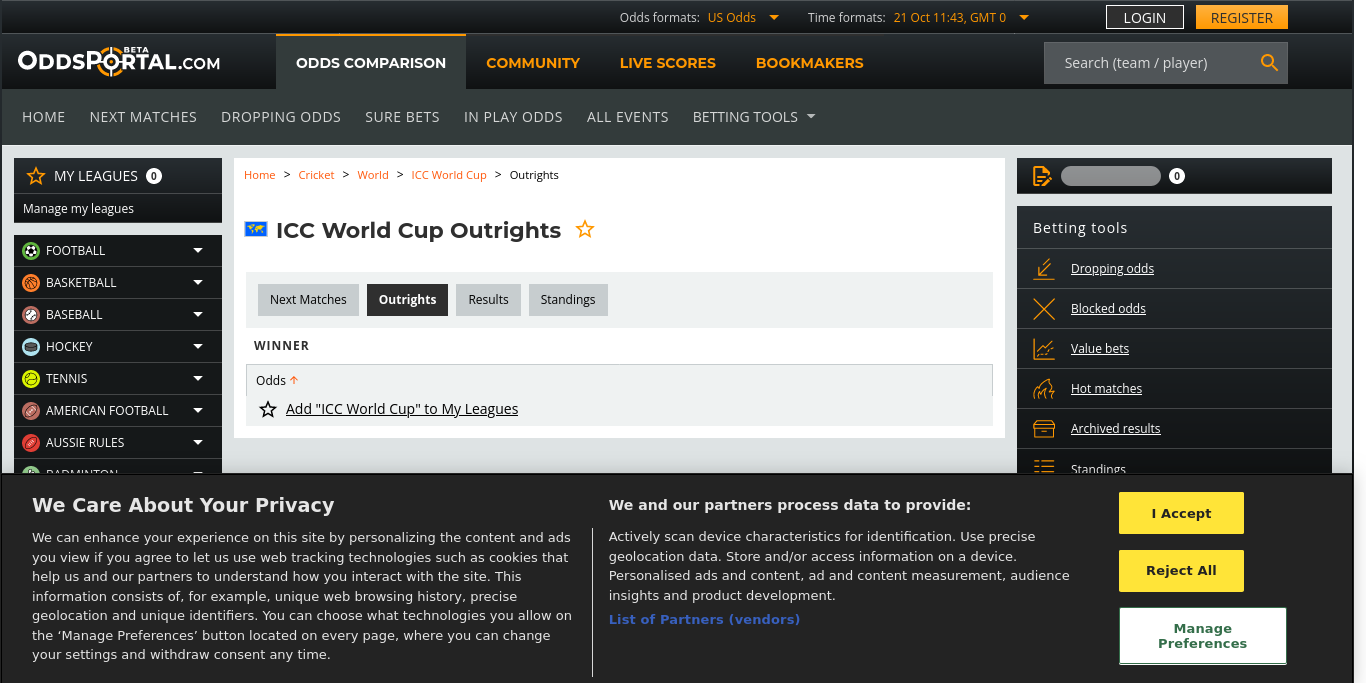 Odds formats: US Odds Time formats: 21 Oct 11:43, GMT 0 LOGIN REGISTER
ODDSPORTAL.COM BETA ODDS COMPARISON COMMUNITY LIVE SCORES BOOKMAKERS Search (team / player)
HOME NEXT MATCHES DROPPING ODDS SURE BETS IN PLAY ODDS ALL EVENTS BETTING TOOLS
MY LEAGUES 0
Manage my leagues
FOOTBALL
BASKETBALL
BASEBALL
HOCKEY
TENNIS
AMERICAN FOOTBALL
AUSSIE RULES
BADMINTON
Home > Cricket > World > ICC World Cup > Outrights
ICC World Cup Outrights
Next Matches Outrights Results Standings
WINNER
Odds
Add "ICC World Cup" to My Leagues
0
Betting tools
Dropping odds
Blocked odds
Value bets
Hot matches
Archived results
Standings
We Care About Your Privacy
We can enhance your experience on this site by personalizing the content and ads
you view if you agree to let us use web tracking technologies such as cookies that
help us and our partners to understand how you interact with the site. This
information consists of, for example, unique web browsing history, precise
geolocation and unique identifiers. You can choose what technologies you allow on
the ‘Manage Preferences’ button located on every page, where you can change
your settings and withdraw consent any time.
We and our partners process data to provide:
Actively scan device characteristics for identification. Use precise
geolocation data. Store and/or access information on a device.
Personalised ads and content, ad and content measurement, audience
insights and product development.
List of Partners (vendors)
I Accept
Reject All
Manage
Preferences